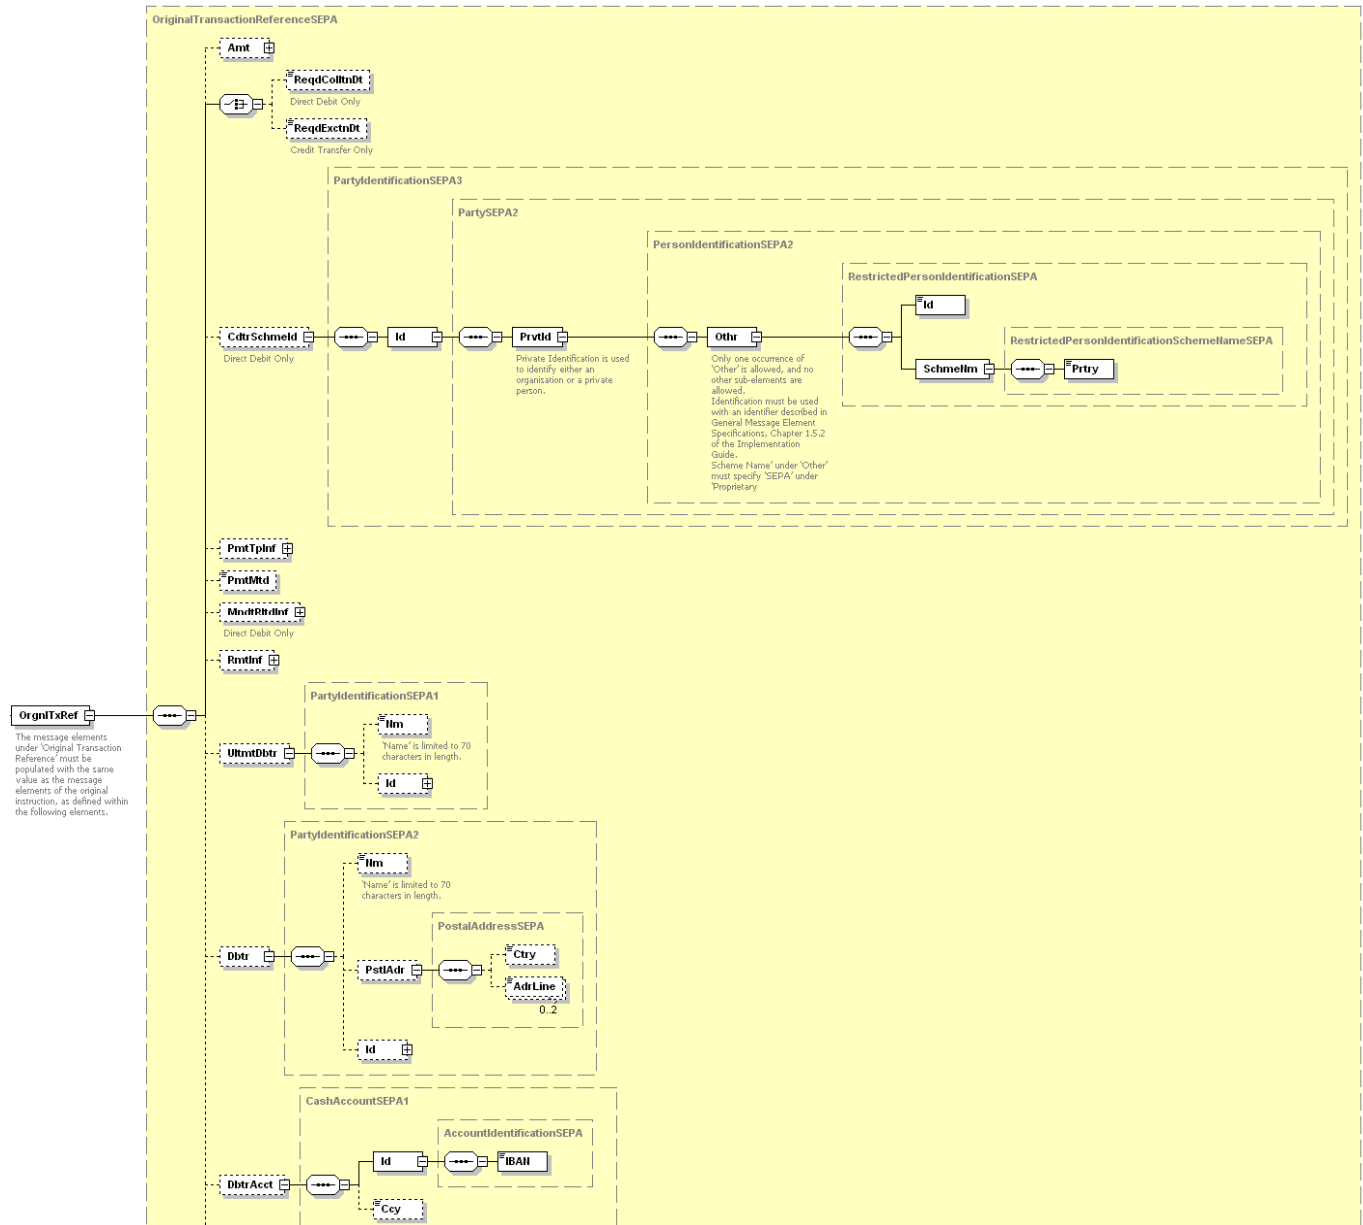 OriginalTransactionReferenceSEPA
Amt
ReqdColltnDt
Direct Debit Only
ReqdExctnDt
Credit Transfer Only
PartyIdentificationSEPA3
PartySEPA2
PersonIdentificationSEPA2
RestrictedPersonIdentificationSEPA
Id
CdtrSchmeId
Direct Debit Only
Id
PrvtId
Private Identification is used
to identify either an
organisation or a private
person.
Othr
Only one occurrence of
'Other' is allowed, and no
other sub-elements are
allowed.
Identification must be used
with an identifier described in
General Message Element
Specifications, Chapter 1.5.2
of the Implementation
Guide.
Scheme Name' under 'Other'
must specify 'SEPA' under
'Proprietary
RestrictedPersonIdentificationSchemeNameSEPA
SchmeNm
Prtry
PmtTpInf
PmtMtd
MndtRltdInf
Direct Debit Only
RmtInf
OrgnlTxRef
The message elements
under 'Original Transaction
Reference' must be
populated with the same
value as the message
elements of the original
instruction, as defined within
the following elements.
PartyIdentificationSEPA1
UltmtDbtr
Nm
'Name' is limited to 70
characters in length.
Id
PartyIdentificationSEPA2
Nm
'Name' is limited to 70
characters in length.
Dbtr
PostalAddressSEPA
PstlAdr
Ctry
AdrLine
0..2
Id
CashAccountSEPA1
AccountIdentificationSEPA
Id
IBAN
DbtrAcct
Ccy